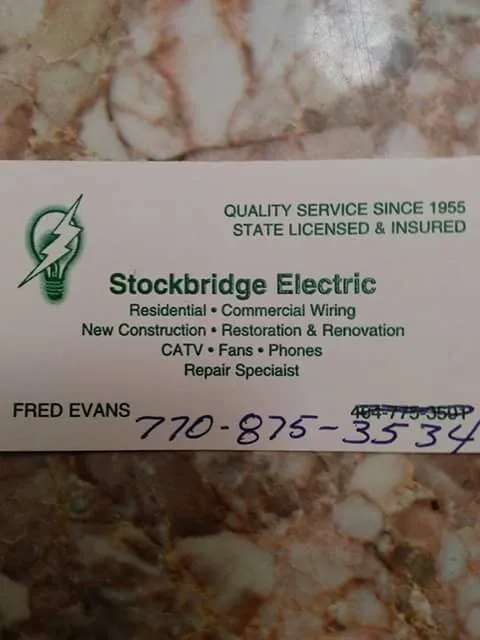 QUALITY SERVICE SINCE 1955
STATE LICENSED & INSURED
Stockbridge Electric
Residential • Commercial Wiring
New Construction • Restoration & Renovation
CATV • Fans • Phones
Repair Speciaist
FRED EVANS
770-875-3534